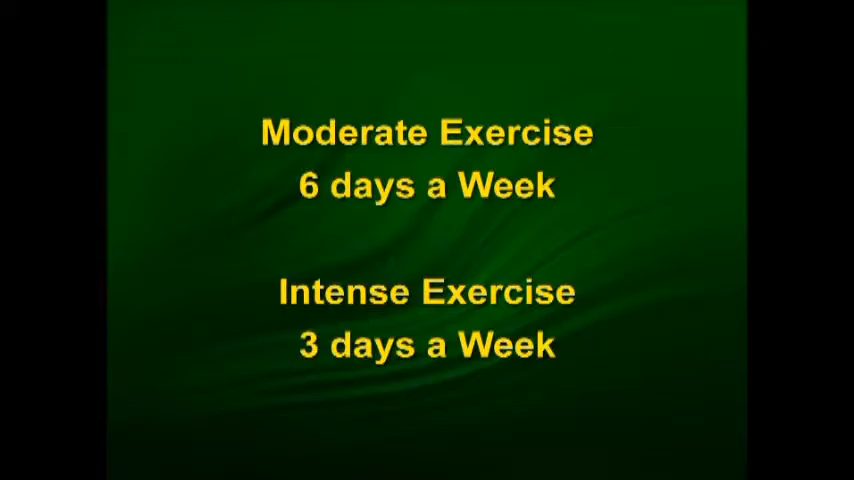 Moderate Exercise
6 days a Week
Intense Exercise
3 days a Week